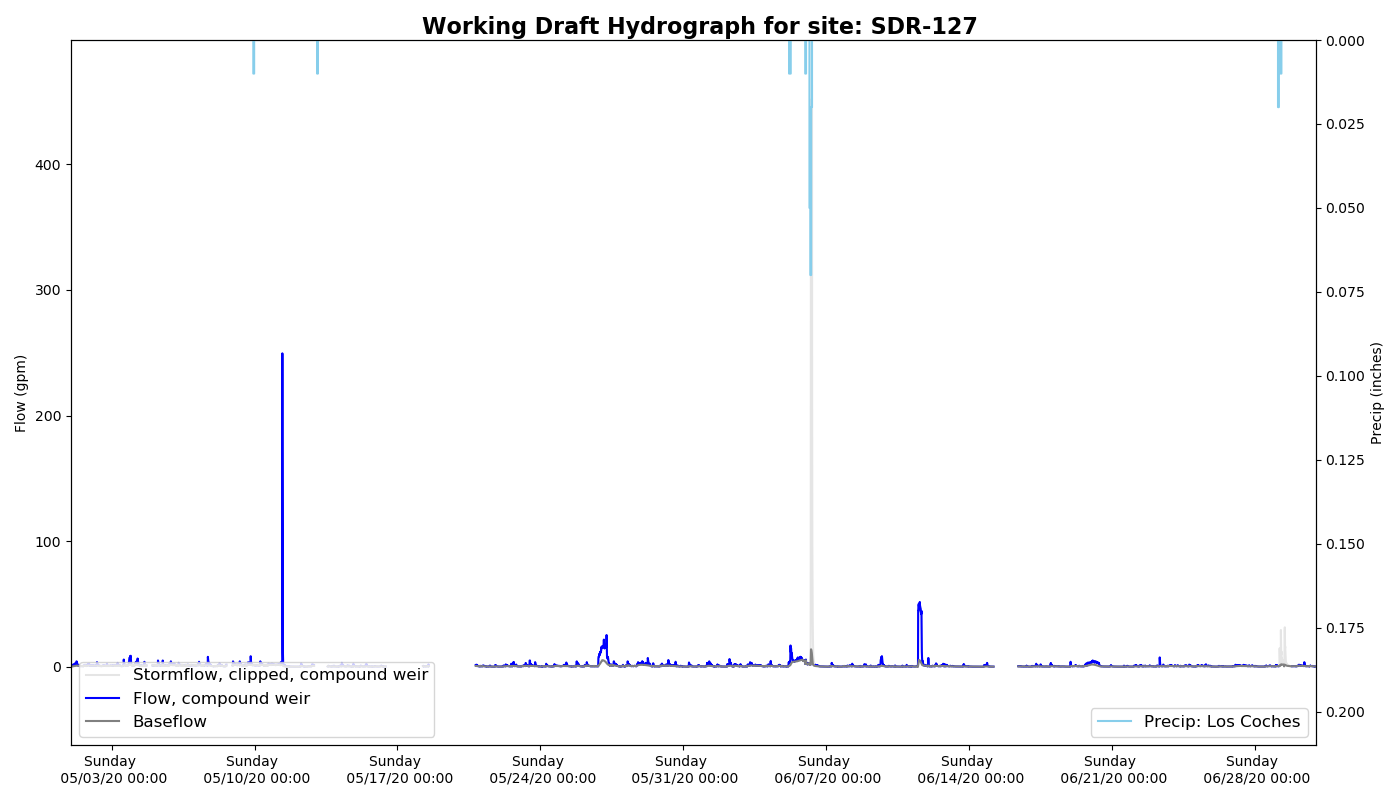 Working Draft Hydrograph for site: SDR-127
Flow (gpm)
400
300
200
100
0
0.000
0.025
0.050
0.075
0.100
0.125
0.150
0.175
0.200
Precip (inches)
Stormflow, clipped, compound weir
Flow, compound weir
Baseflow
Precip: Los Coches
Sunday
05/03/20 00:00
Sunday
05/10/20 00:00
Sunday
05/17/20 00:00
Sunday
05/24/20 00:00
Sunday
05/31/20 00:00
Sunday
06/07/20 00:00
Sunday
06/14/20 00:00
Sunday
06/21/20 00:00
Sunday
06/28/20 00:00